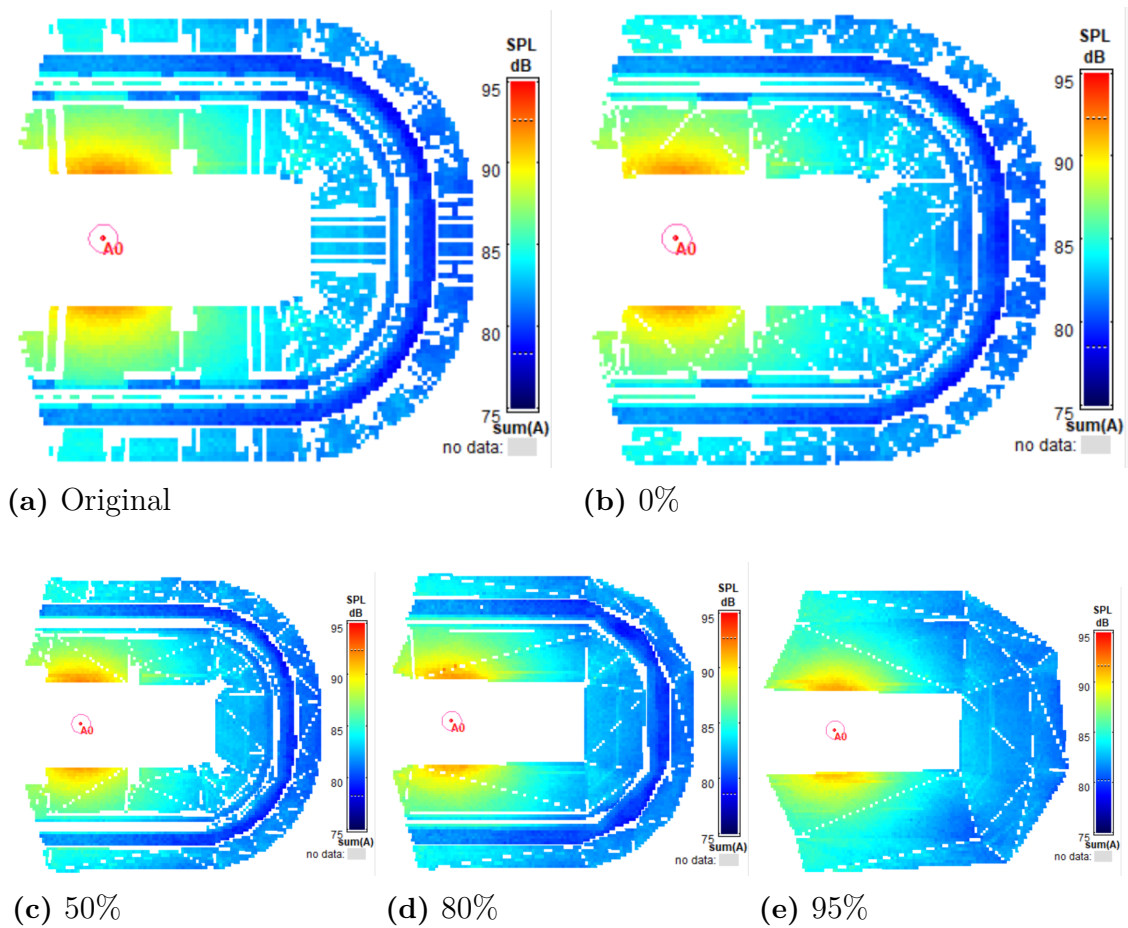 SPL
dB
95
90
85
80
75
sum(A)
no data:
A0
(a) Original
SPL
dB
95
90
85
80
75
sum(A)
no data:
A0
(b) 0%
SPL
dB
95
90
85
80
75
sum(A)
no data:
A0
(c) 50%
SPL
dB
95
90
85
80
75
sum(A)
no data:
A0
(d) 80%
SPL
dB
95
90
85
80
75
sum(A)
no data:
A0
(e) 95%